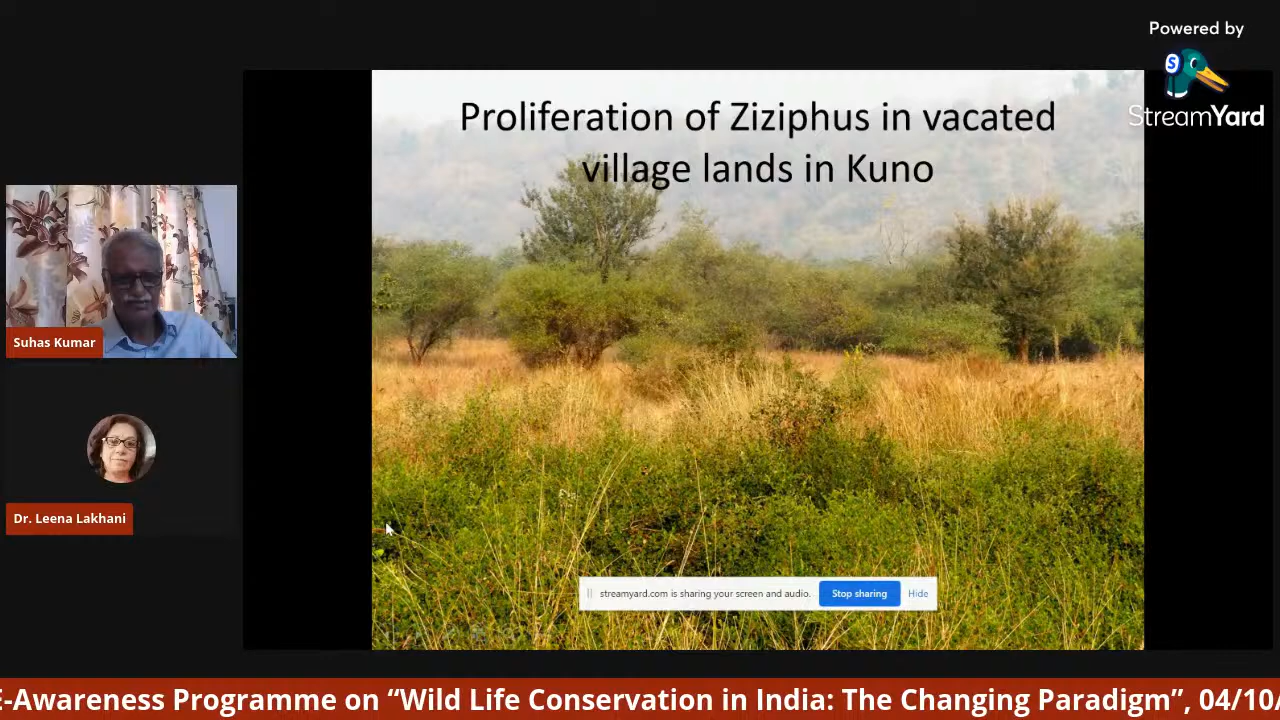 Powered by
S
StreamYard
Proliferation of Ziziphus in vacated
village lands in Kuno
Suhas Kumar
Dr. Leena Lakhani
streamyard.com is sharing your screen and audio.
Stop sharing
Hide
E-Awareness Programme on “Wild Life Conservation in India: The Changing Paradigm”, 04/10/